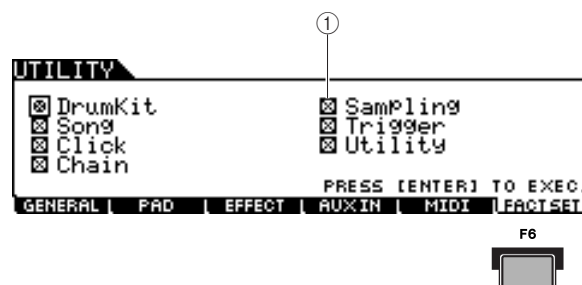 ①
UTILITY
DrumKit
Song
Click
Chain
Sampling
Trigger
Utility
PRESS [ENTER] TO EXEC.
GENERAL PAD EFFECT AUXIN MIDI FACTSET
F6